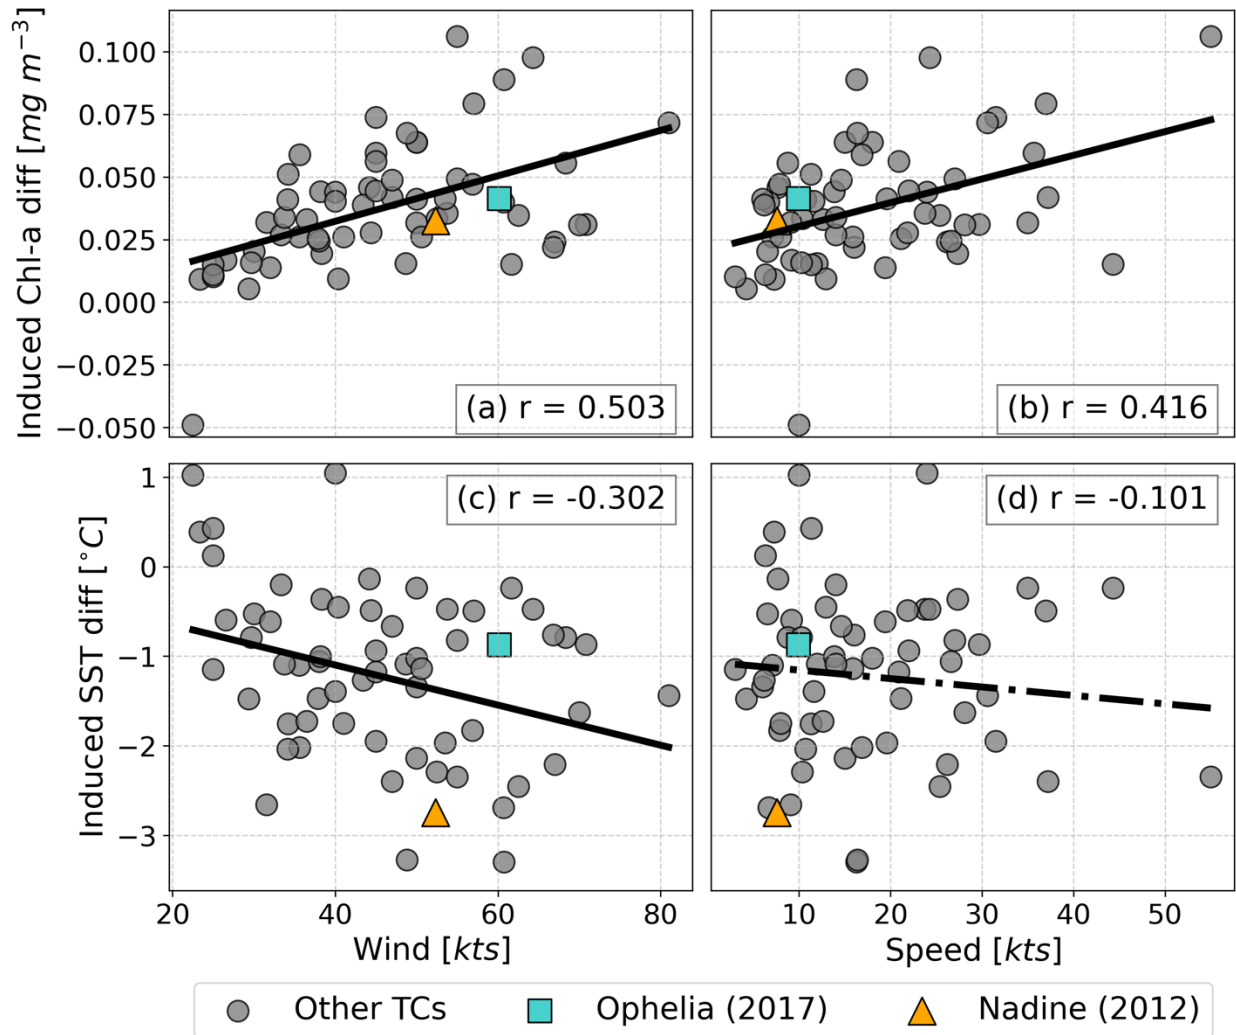 Induced Chl-a diff [mg m⁻³]
0.100
0.075
0.050
0.025
0.000
−0.025
−0.050
(a) r = 0.503
(b) r = 0.416
Induced SST diff [°C]
1
0
−1
−2
−3
(c) r = -0.302
(d) r = -0.101
20 40 60 80
10 20 30 40 50
Wind [kts]
Speed [kts]
Other TCs Ophelia (2017) Nadine (2012)